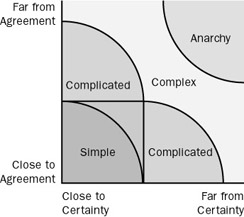 Far from
Agreement
Anarchy
Complicated
Complex
Simple
Complicated
Close to
Agreement
Close to
Certainty
Far from
Certainty